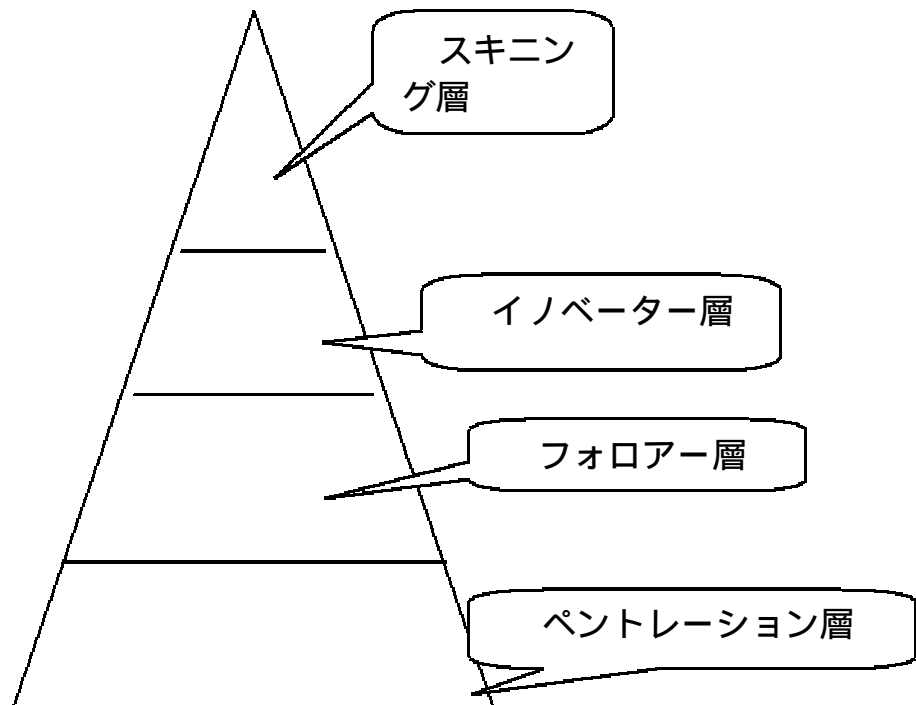 スキニン
グ層
イノベーター層
フォロアー層
ペントレーション層